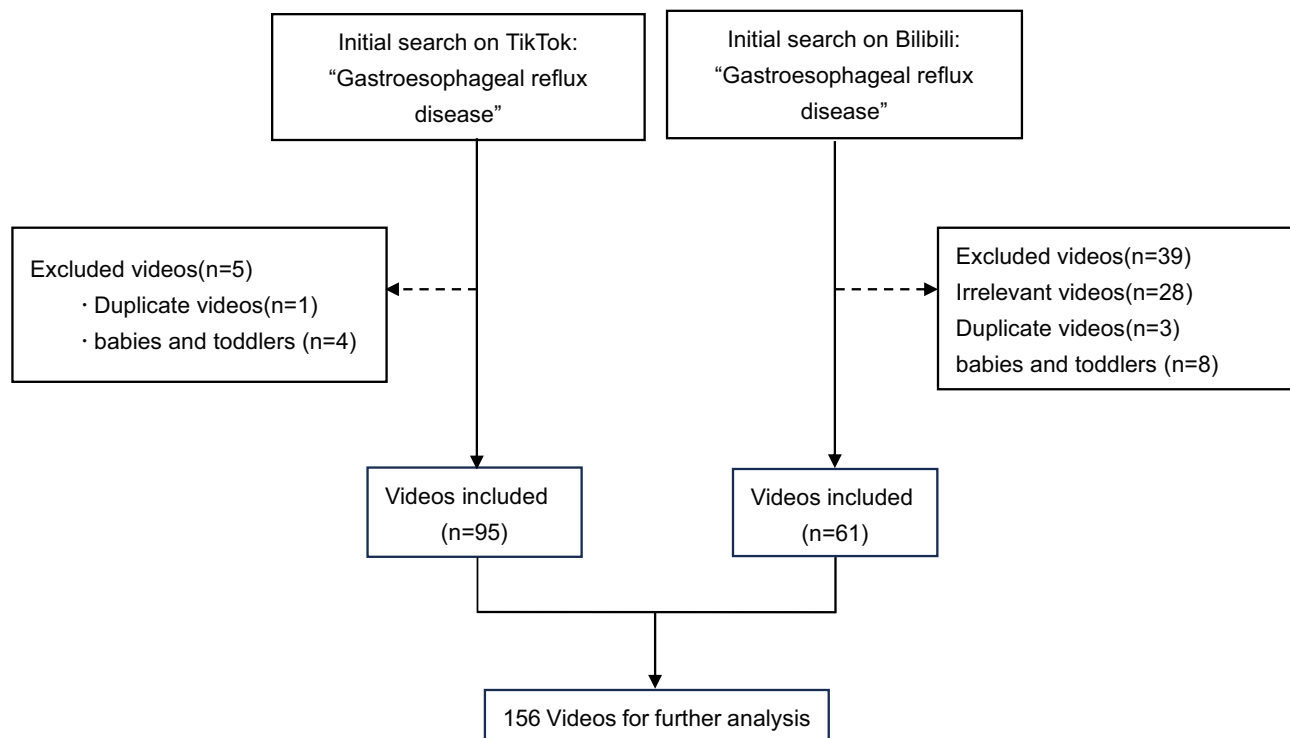 Initial search on TikTok:
“Gastroesophageal reflux
disease”
Initial search on Bilibili:
“Gastroesophageal reflux
disease”
Excluded videos(n=5)
· Duplicate videos(n=1)
· babies and toddlers (n=4)
Excluded videos(n=39)
Irrelevant videos(n=28)
Duplicate videos(n=3)
babies and toddlers (n=8)
Videos included
(n=95)
Videos included
(n=61)
156 Videos for further analysis